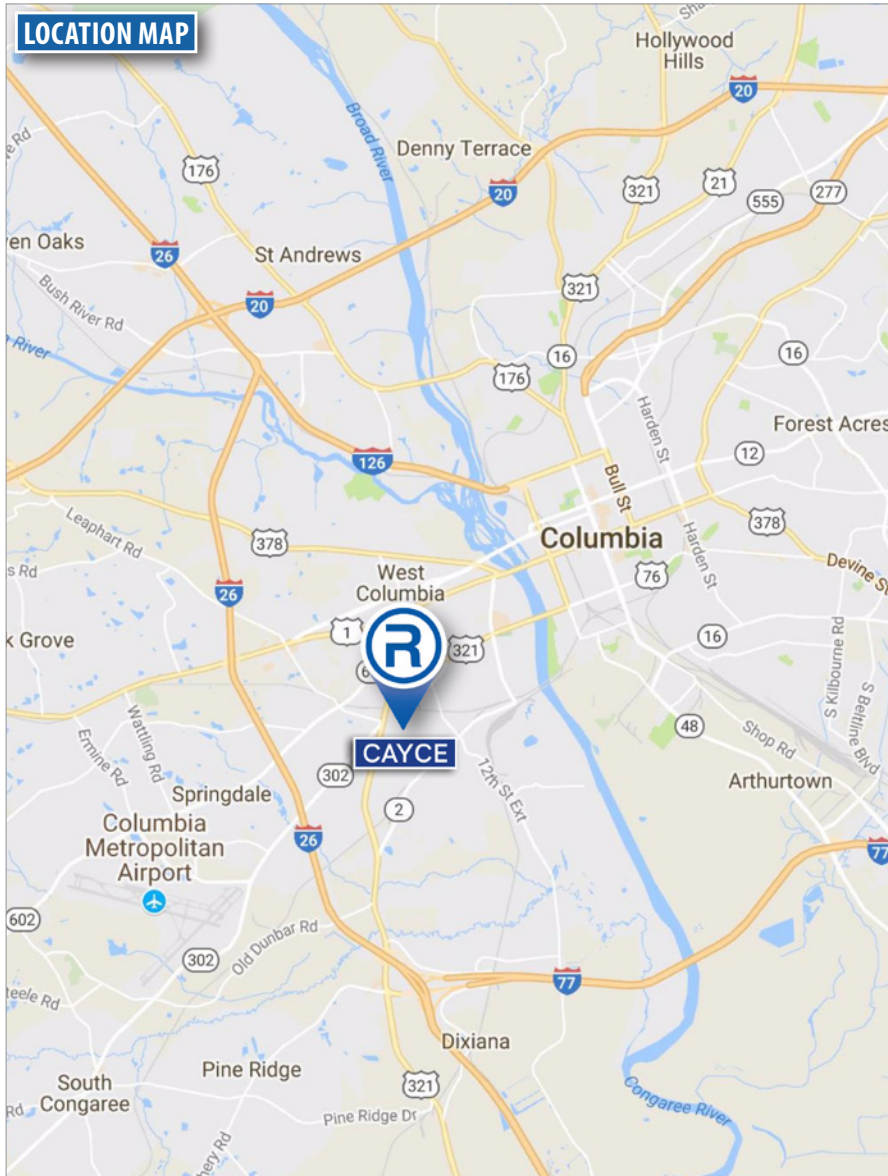 LOCATION MAP
Hollywood
Hills
20
Broad River
Denny Terrace
176
20
321
21
555
277
26
St Andrews
20
321
Bush River Rd
River
16
176
16
Harden St
Forest Acres
126
12
Bull St
Leaphart Rd
378
Columbia
378
Harden St
76
Devine St
26
West
Columbia
R
1
321
16
S Kilbourne Rd
S Beltline Blvd
48
Shop Rd
Wattling Rd
Ermine Rd
CAYCE
302
12th St Ext
2
Arthurtown
Springdale
Columbia
Metropolitan
Airport
26
77
602
Old Dunbar Rd
302
77
Dixiana
Pine Ridge
South
Congaree
321
Pine Ridge Dr
Congaree River